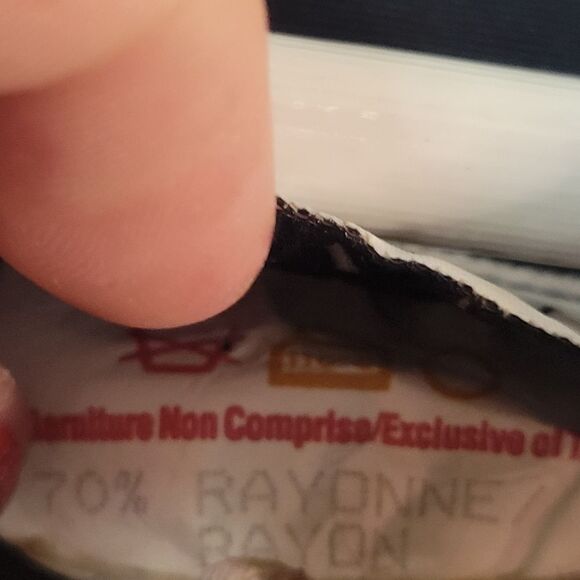 Garniture Non Comprise/Exclusive of
70% RAYONNE/
RAYON